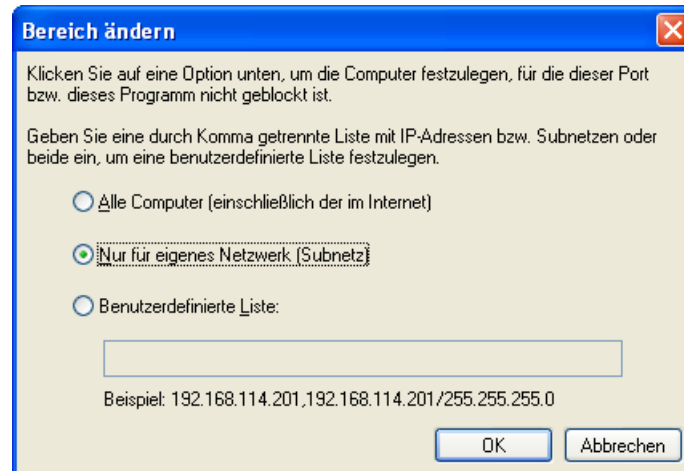 Bereich ändern
Klicken Sie auf eine Option unten, um die Computer festzulegen, für die dieser Port
bzw. dieses Programm nicht geblockt ist.
Geben Sie eine durch Komma getrennte Liste mit IP-Adressen bzw. Subnetzen oder
beide ein, um eine benutzerdefinierte Liste festzulegen.
Alle Computer (einschließlich der im Internet)
Nur für eigenes Netzwerk (Subnetz)
Benutzerdefinierte Liste:
Beispiel: 192.168.114.201,192.168.114.201/255.255.255.0
OK Abbrechen